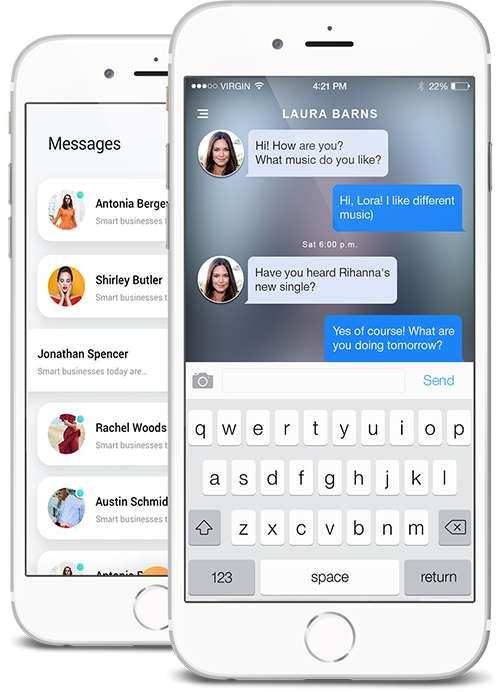 Messages
Antonia Berge
Smart businesses t
Shirley Butler
Smart businesses t
Jonathan Spencer
Smart businesses today are...
Rachel Woods
Smart businesses t
Austin Schmid
Smart businesses t
Antonio
VIRGIN
4:21 PM
22%
LAURA BARNS
Hi! How are you?
What music do you like?
Hi, Lora! I like different
music)
Sat 6:00 p.m.
Have you heard Rihanna's
new single?
Yes of course! What are
you doing tomorrow?
Send
q w e r t y u i o p
a s d f g h j k l
z x c v b n m
123 space return